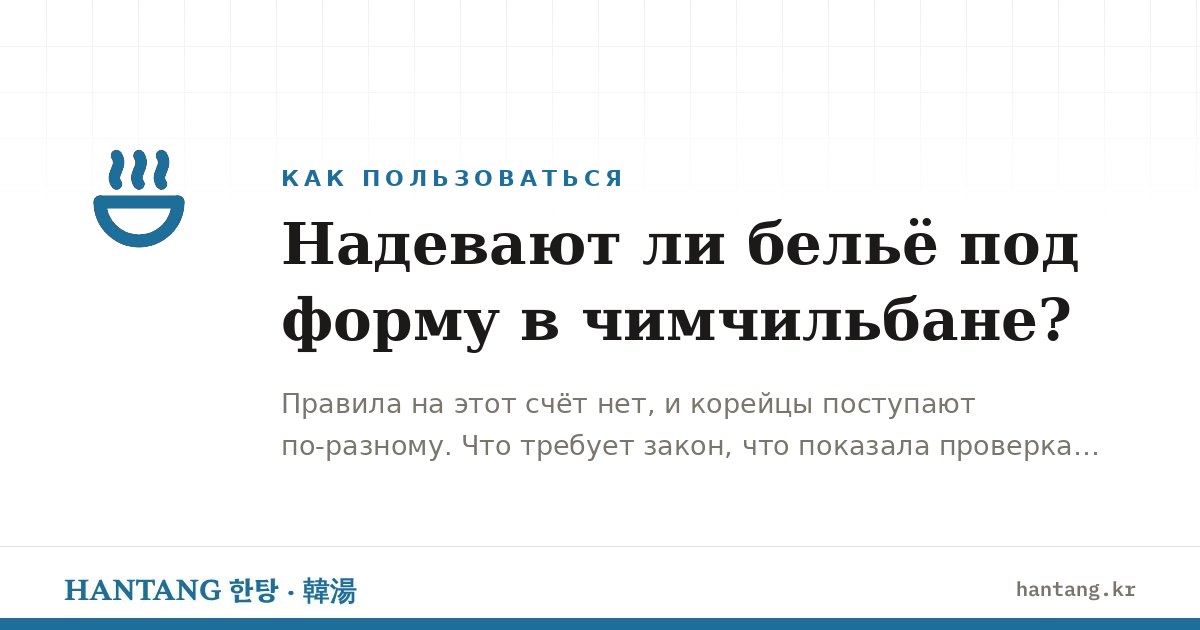 КАК ПОЛЬЗОВАТЬСЯ
Надевают ли бельё под
форму в чимчильбане?
Правила на этот счёт нет, и корейцы поступают
по-разному. Что требует закон, что показала проверка…
HANTANG 한탕 · 韓湯
hantang.kr